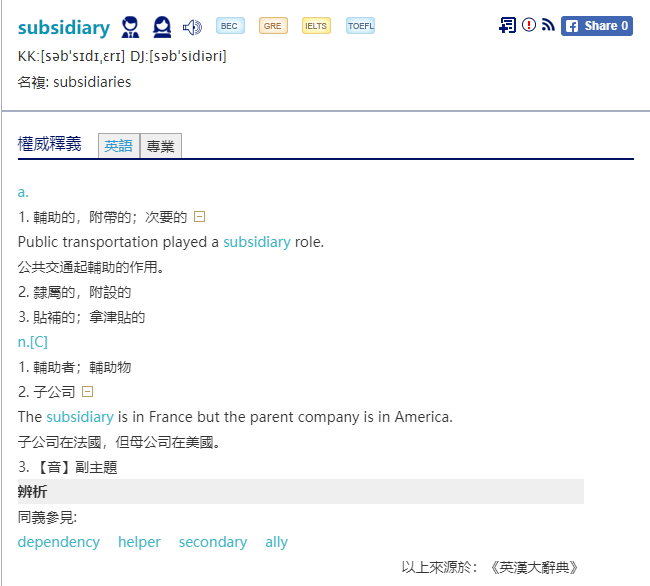 subsidiary BEC GRE IELTS TOEFL Share 0
KK:[səbˈsɪdɪˌɛrɪ] DJ:[səbˈsidiəri]
名複: subsidiaries
權威釋義 英語 專業
a.
1. 輔助的，附帶的；次要的
Public transportation played a subsidiary role.
公共交通起輔助的作用。
2. 隸屬的，附設的
3. 貼補的；拿津貼的
n.[C]
1. 輔助者；輔助物
2. 子公司
The subsidiary is in France but the parent company is in America.
子公司在法國，但母公司在美國。
3. 【音】副主題
辨析
同義參見:
dependency helper secondary ally
以上來源於：《英漢大辭典》